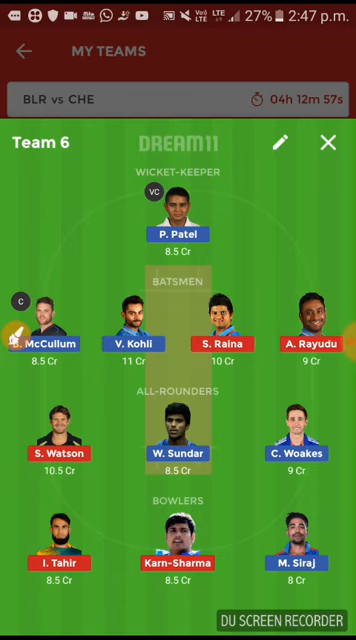 Vo))
LTE LTE 27% 2:47 p.m.
MY TEAMS
BLR vs CHE 04h 12m 57s
Team 6 DREAM11
WICKET-KEEPER
VC
P. Patel
8.5 Cr
BATSMEN
C
B. McCullum V. Kohli S. Raina A. Rayudu
8.5 Cr 11 Cr 10 Cr 9 Cr
ALL-ROUNDERS
S. Watson W. Sundar C. Woakes
10.5 Cr 8.5 Cr 9 Cr
BOWLERS
I. Tahir Karn-Sharma M. Siraj
8.5 Cr 8.5 Cr 8 Cr
DU SCREEN RECORDER